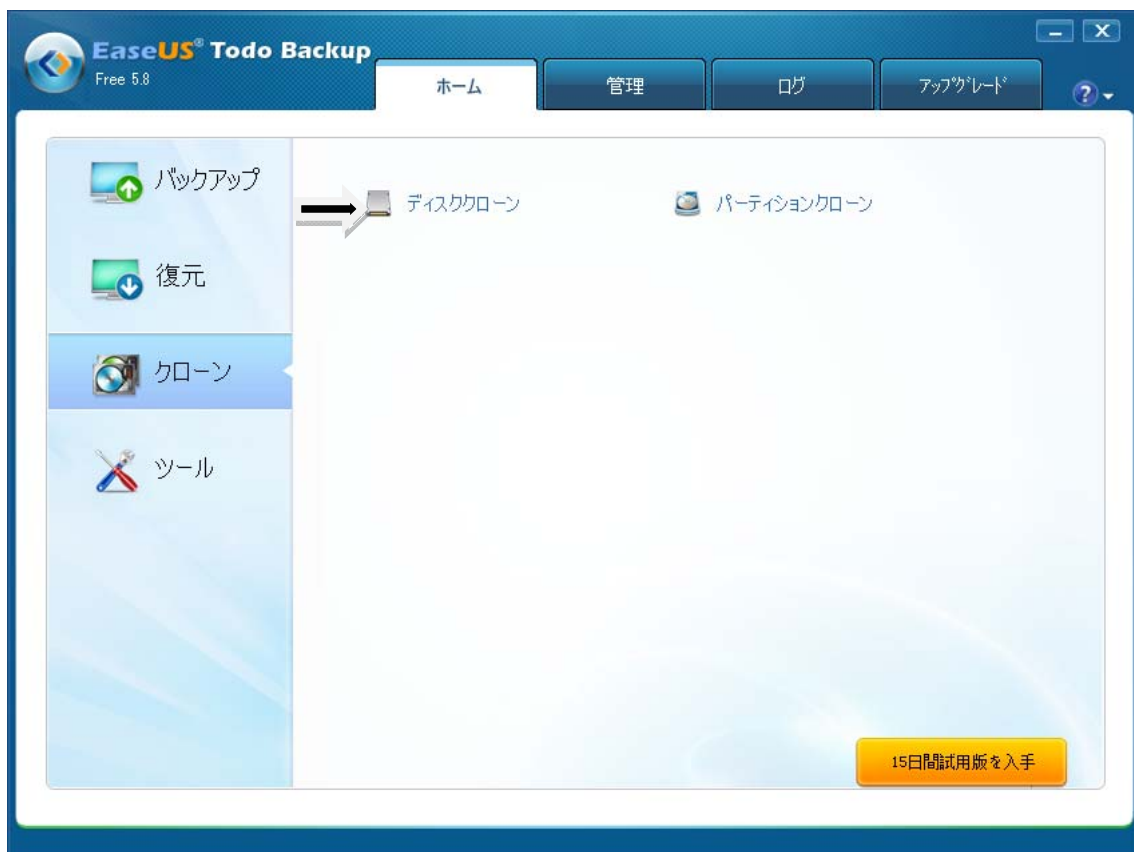 EaseUS® Todo Backup
Free 5.8
ホーム
管理
ログ
アップグレード
?
バックアップ
復元
クローン
ツール
ディスククローン
パーティションクローン
15日間試用版を入手